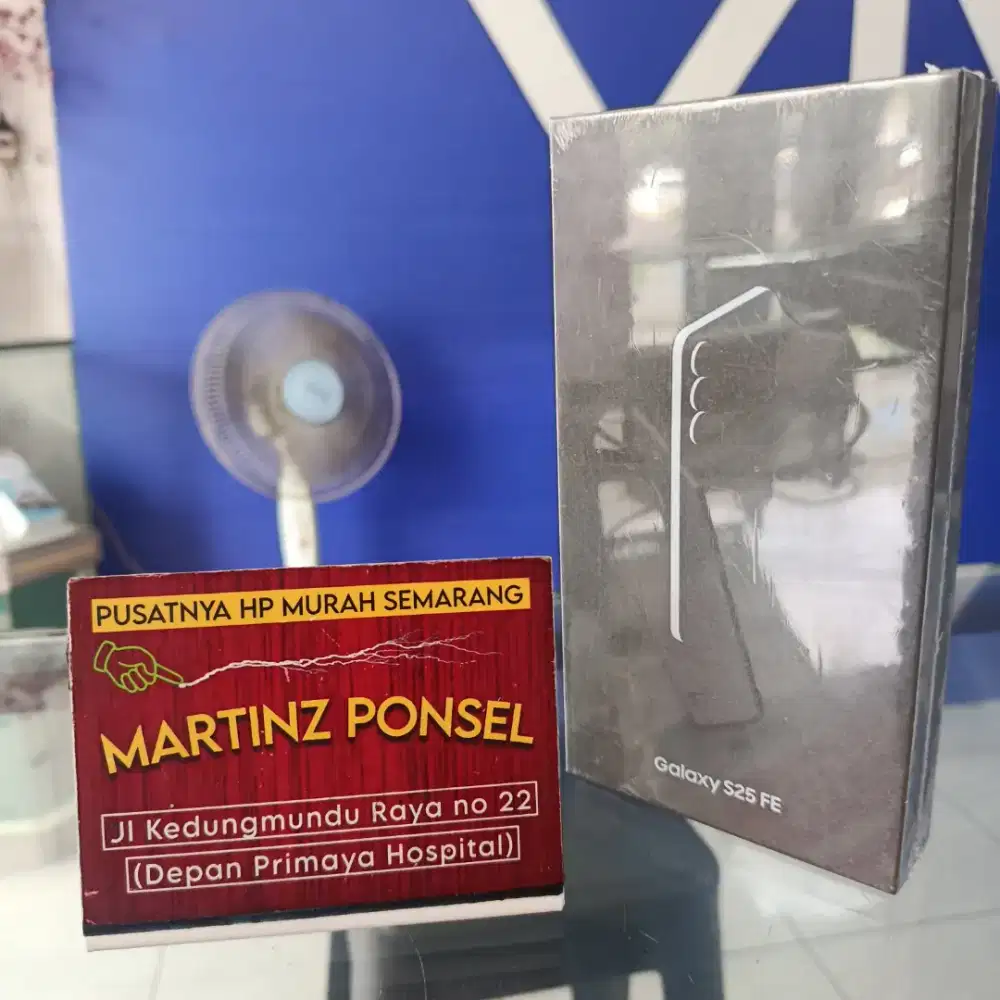 PUSATNYA HP MURAH SEMARANG
MARTINZ PONSEL
Jl Kedungmundu Raya no 22
(Depan Primaya Hospital)
Galaxy S25 FE